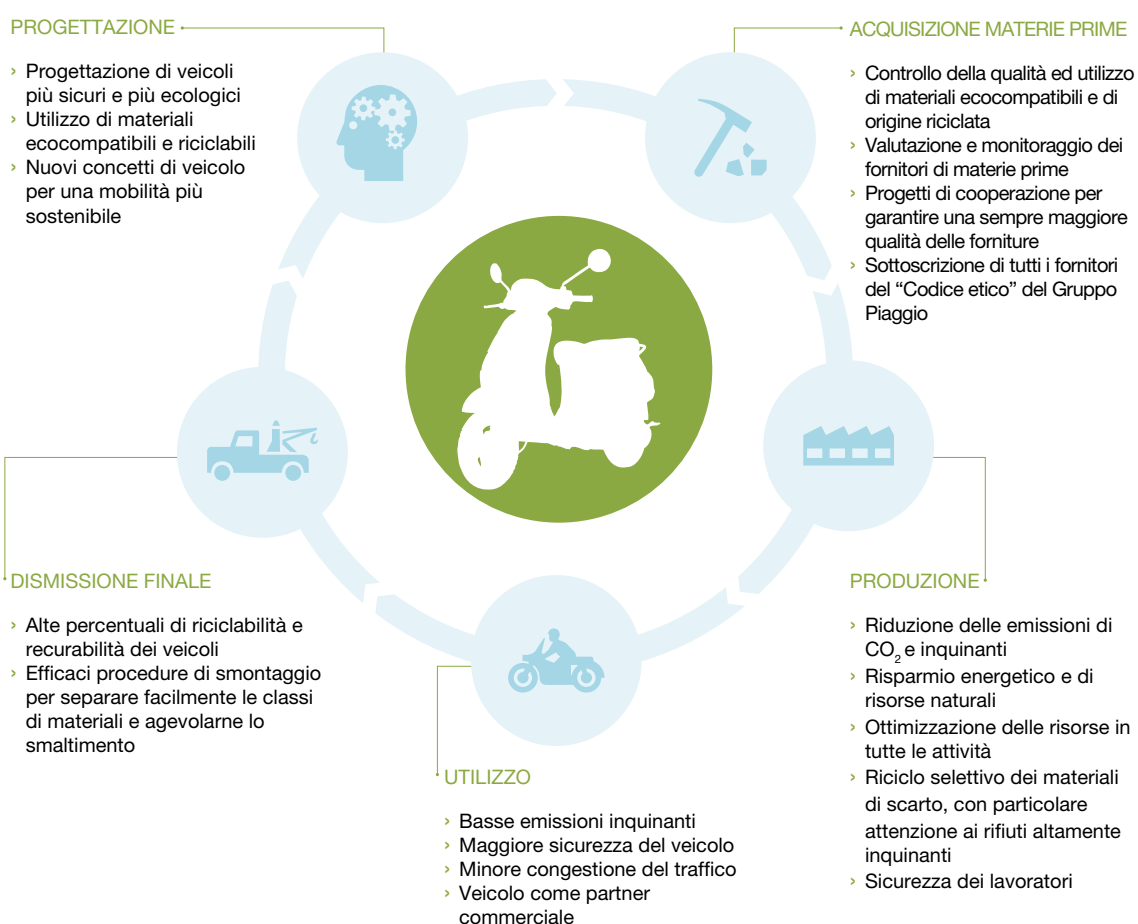 PROGETTAZIONE
› Progettazione di veicoli
più sicuri e più ecologici
› Utilizzo di materiali
ecocompatibili e riciclabili
› Nuovi concetti di veicolo
per una mobilità più
sostenibile
ACQUISIZIONE MATERIE PRIME
› Controllo della qualità ed utilizzo
di materiali ecocompatibili e di
origine riciclata
› Valutazione e monitoraggio dei
fornitori di materie prime
› Progetti di cooperazione per
garantire una sempre maggiore
qualità delle forniture
› Sottoscrizione di tutti i fornitori
del “Codice etico” del Gruppo
Piaggio
DISMISSIONE FINALE
› Alte percentuali di riciclabilità e
recurabilità dei veicoli
› Efficaci procedure di smontaggio
per separare facilmente le classi
di materiali e agevolarne lo
smaltimento
UTILIZZO
› Basse emissioni inquinanti
› Maggiore sicurezza del veicolo
› Minore congestione del traffico
› Veicolo come partner
commerciale
PRODUZIONE
› Riduzione delle emissioni di
CO₂ e inquinanti
› Risparmio energetico e di
risorse naturali
› Ottimizzazione delle risorse in
tutte le attività
› Riciclo selettivo dei materiali
di scarto, con particolare
attenzione ai rifiuti altamente
inquinanti
› Sicurezza dei lavoratori